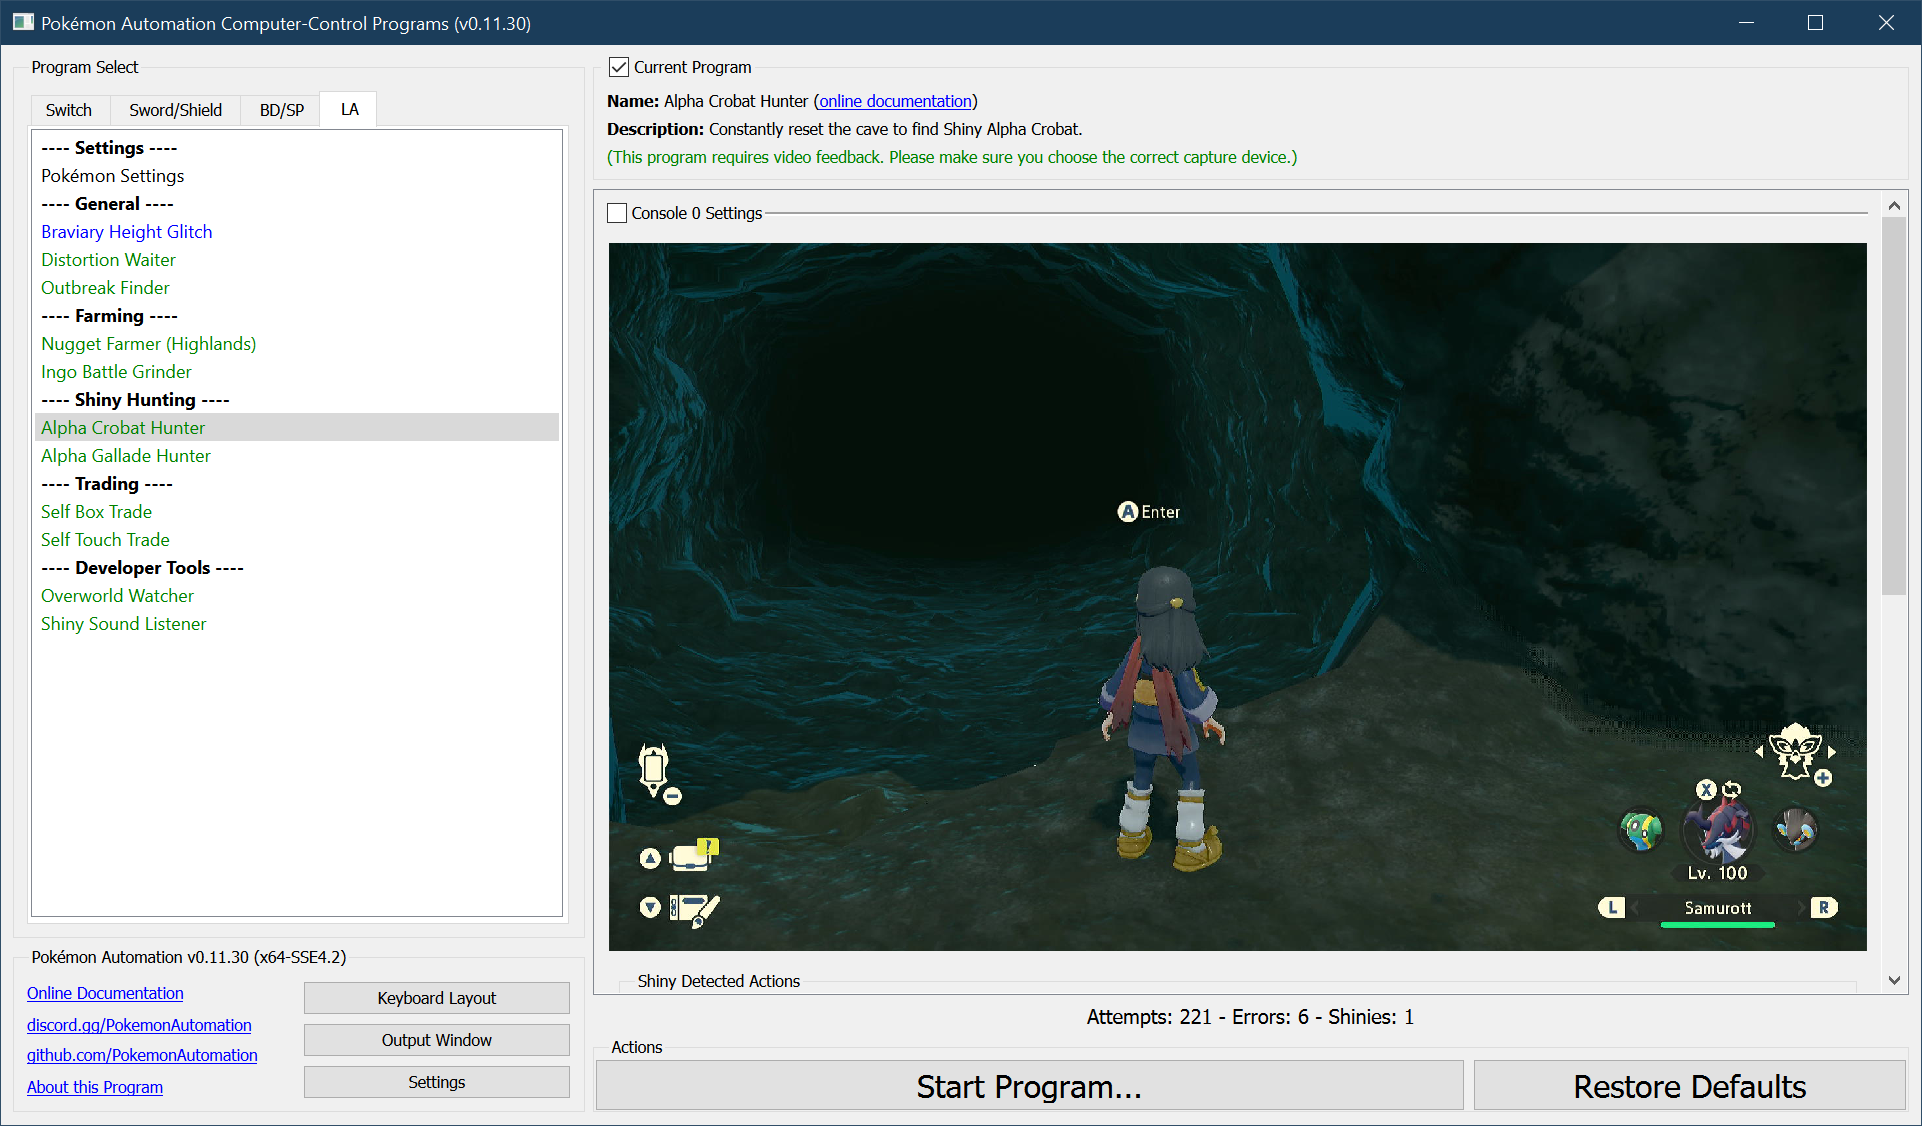 Pokémon Automation Computer-Control Programs (v0.11.30)
Program Select
Switch
Sword/Shield
BD/SP
LA
---- Settings ----
Pokémon Settings
---- General ----
Braviary Height Glitch
Distortion Waiter
Outbreak Finder
---- Farming ----
Nugget Farmer (Highlands)
Ingo Battle Grinder
---- Shiny Hunting ----
Alpha Crobat Hunter
Alpha Gallade Hunter
---- Trading ----
Self Box Trade
Self Touch Trade
---- Developer Tools ----
Overworld Watcher
Shiny Sound Listener
Pokémon Automation v0.11.30 (x64-SSE4.2)
Online Documentation
discord.gg/PokemonAutomation
github.com/PokemonAutomation
About this Program
Keyboard Layout
Output Window
Settings
Current Program
Name: Alpha Crobat Hunter (online documentation)
Description: Constantly reset the cave to find Shiny Alpha Crobat.
(This program requires video feedback. Please make sure you choose the correct capture device.)
Console 0 Settings
A Enter
X
Lv. 100
L Samurott R
Shiny Detected Actions
Attempts: 221 - Errors: 6 - Shinies: 1
Actions
Start Program...
Restore Defaults